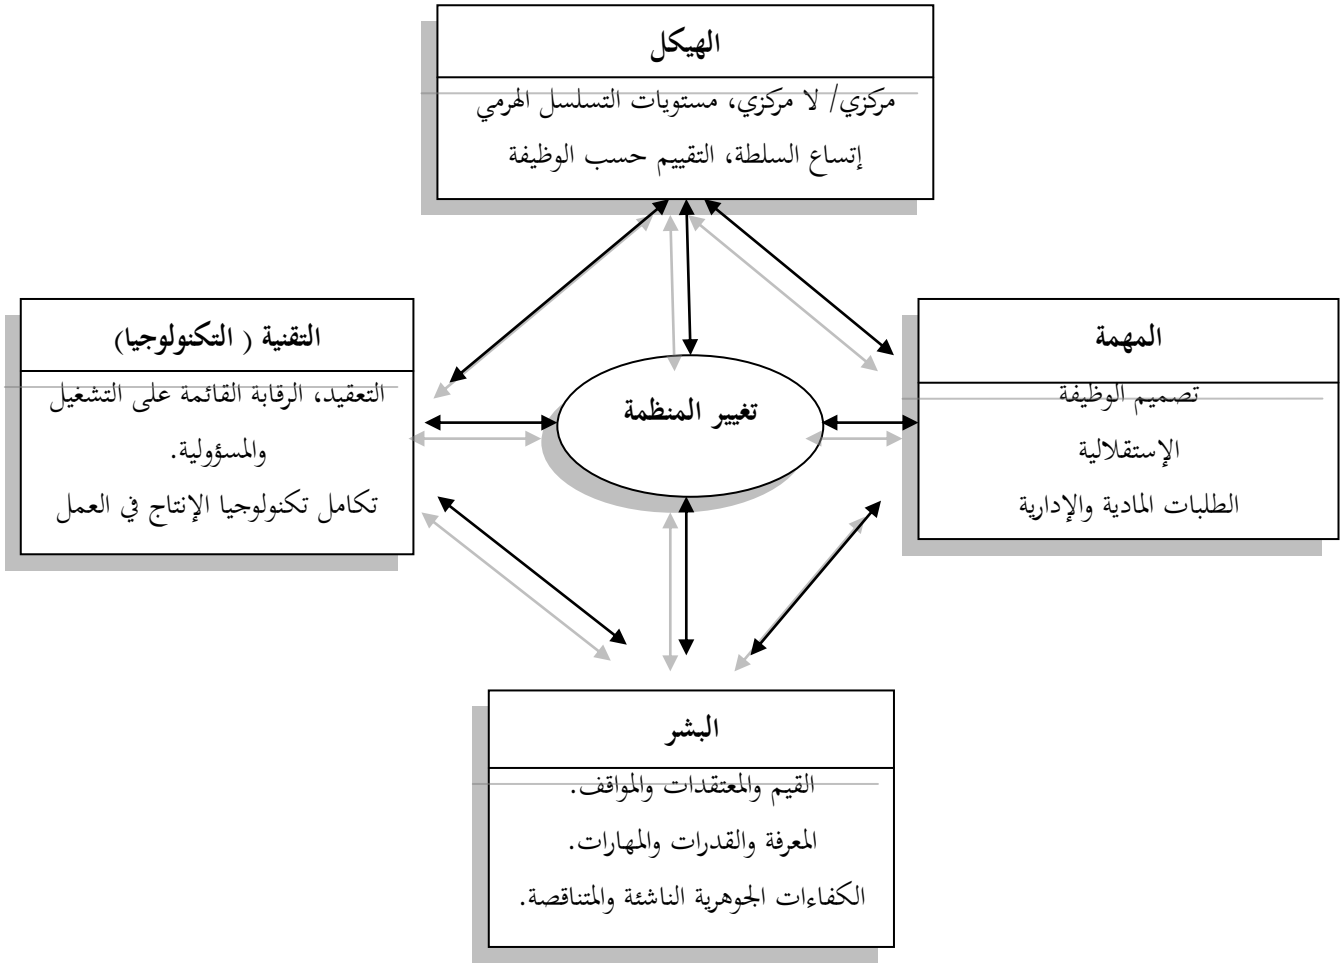 الهيكل
مركزي/ لا مركزي، مستويات التسلسل الهرمي
إتساع السلطة، التقييم حسب الوظيفة
المهمة
تصميم الوظيفة
الإستقلالية
الطلبات المادية والإدارية
تغيير المنظمة
التقنية ( التكنولوجيا)
التعقيد، الرقابة القائمة على التشغيل
والمسؤولية.
تكامل تكنولوجيا الإنتاج في العمل
البشر
القيم والمعتقدات والمواقف.
المعرفة والقدرات والمهارات.
الكفاءات الجوهرية الناشئة والمتناقصة.